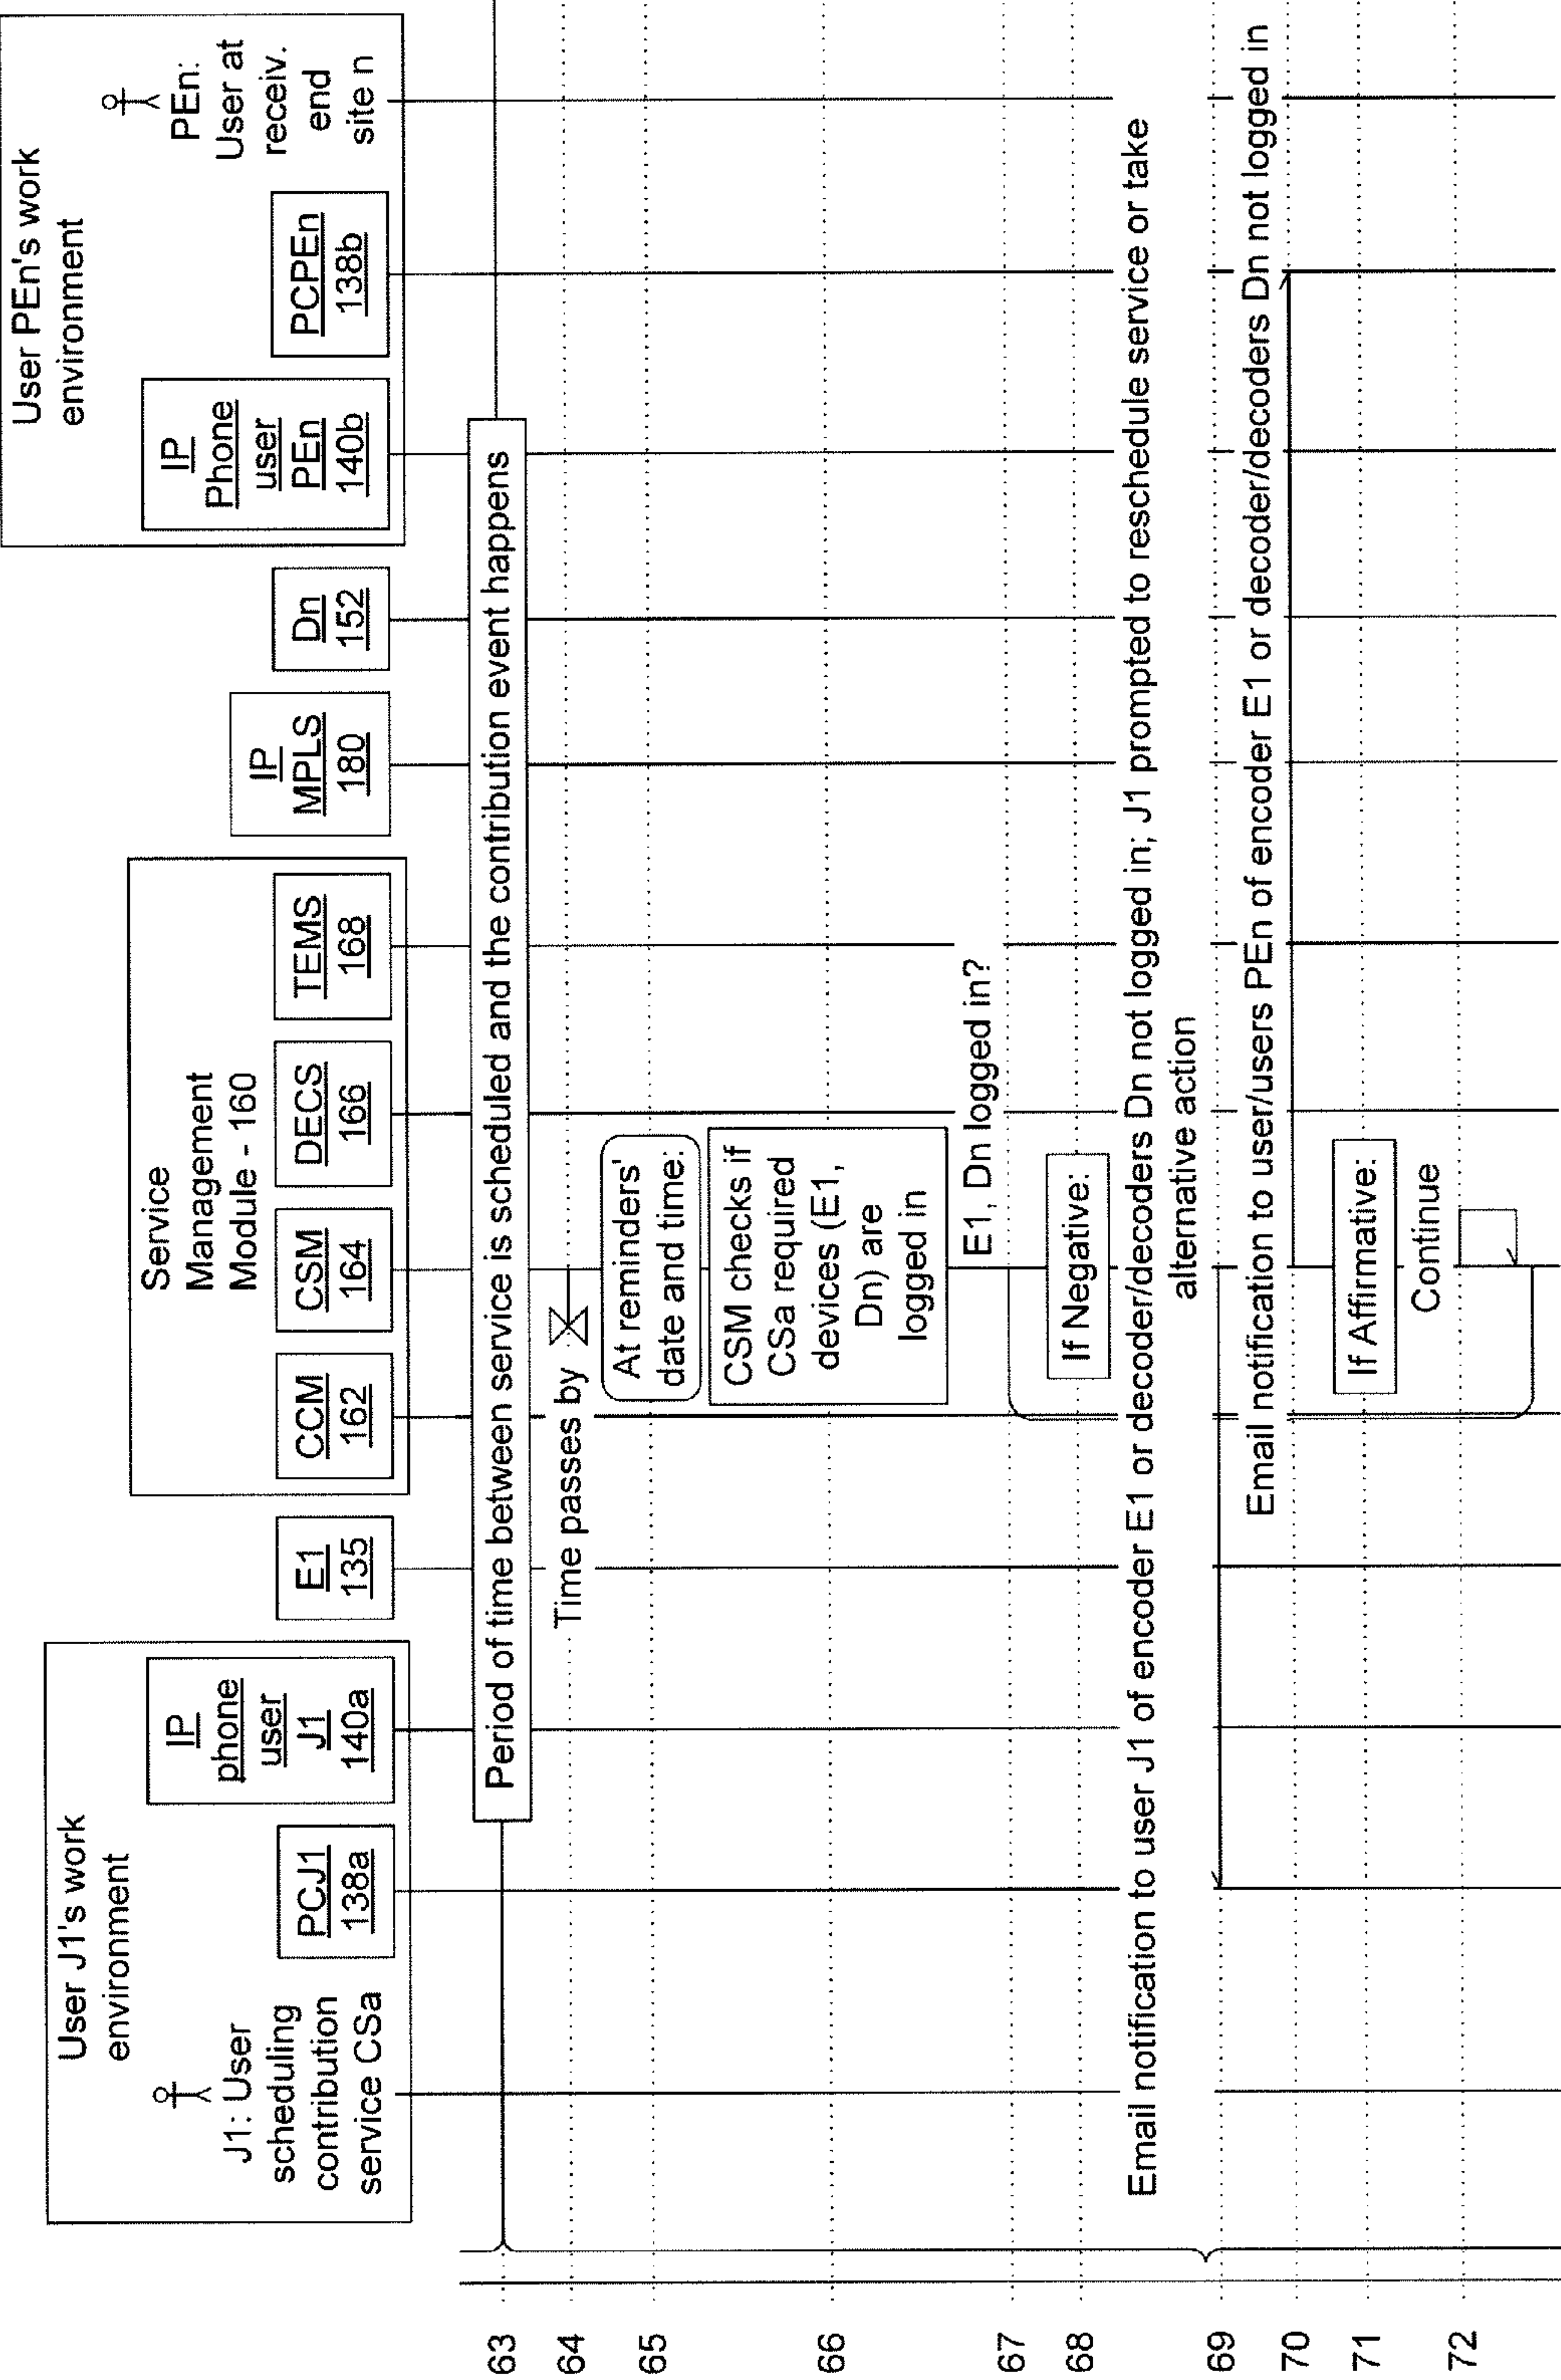 User J1's work
environment
J1: User
scheduling
contribution
service CSa
PCJ1
138a
IP
phone
user
J1
140a
E1
135
Service
Management
Module - 160
CCM
162
CSM
164
DECS
166
TEMS
168
IP
MPLS
180
Dn
152
User PEn's work
environment
IP
Phone
user
PEn
140b
PCPEn
138b
PEn:
User at
receiv.
end
site n
63
Period of time between service is scheduled and the contribution event happens
64
Time passes by
65
At reminders'
date and time:
66
CSM checks if
CSa required
devices (E1,
Dn) are
logged in
67
E1, Dn logged in?
68
If Negative:
Email notification to user J1 of encoder E1 or decoder/decoders Dn not logged in; J1 prompted to reschedule service or take
alternative action
69
Email notification to user/users PEn of encoder E1 or decoder/decoders Dn not logged in
70
71
If Affirmative:
Continue
72